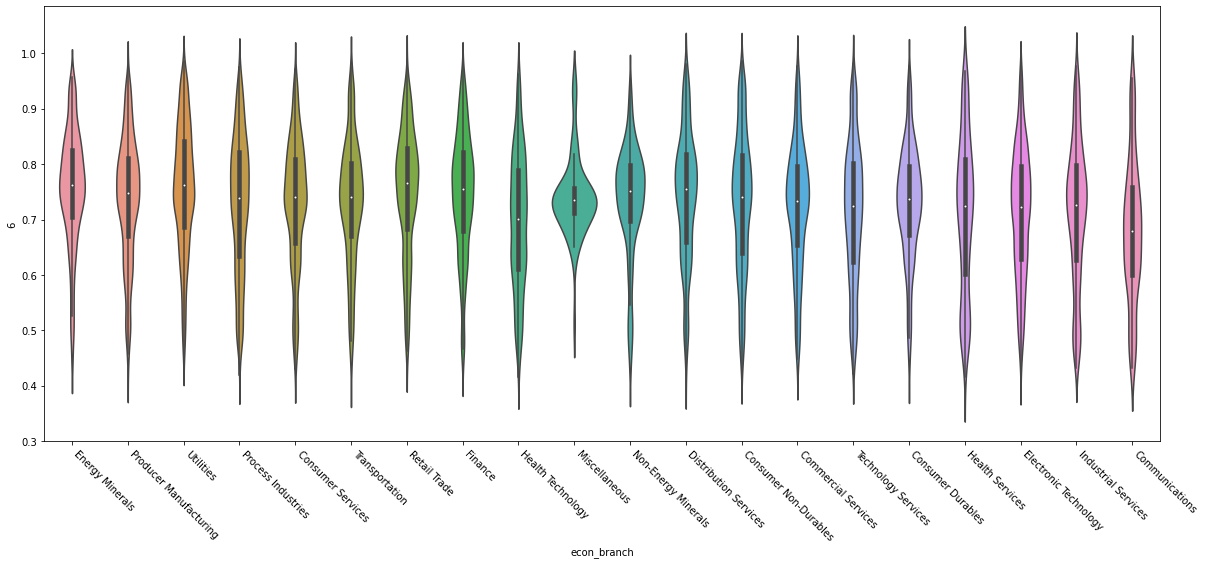 1.0
0.9
0.8
0.7
0.6
0.5
0.4
0.3
6
Energy Minerals
Producer Manufacturing
Utilities
Process Industries
Consumer Services
Transportation
Retail Trade
Finance
Health Technology
Miscellaneous
Non-Energy Minerals
Distribution Services
Consumer Non-Durables
Commercial Services
Technology Services
Consumer Durables
Health Services
Electronic Technology
Industrial Services
Communications
econ_branch